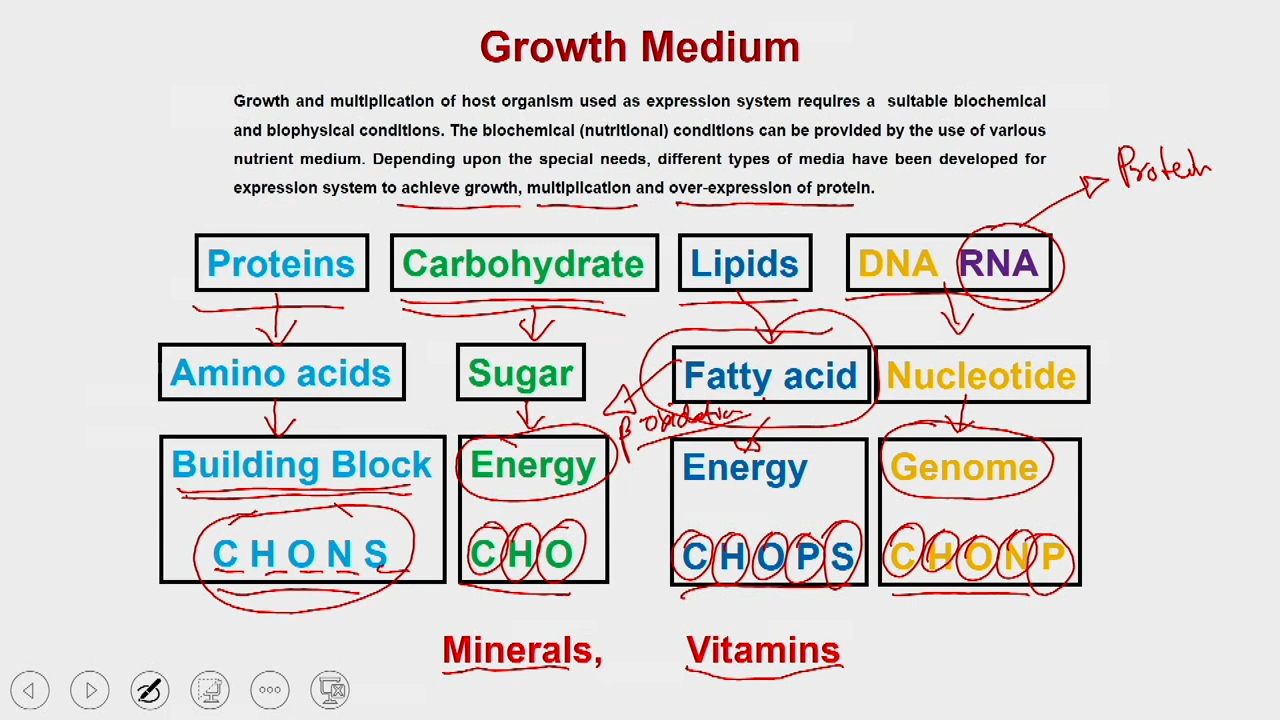 Growth Medium
Growth and multiplication of host organism used as expression system requires a suitable biochemical
and biophysical conditions. The biochemical (nutritional) conditions can be provided by the use of various
nutrient medium. Depending upon the special needs, different types of media have been developed for
expression system to achieve growth, multiplication and over-expression of protein.
Protein
Proteins Carbohydrate Lipids DNA RNA
Amino acids Sugar Fatty acid Nucleotide
β oxidation
Building Block Energy Energy Genome
C H O N S C H O C H O P S C H O N P
Minerals, Vitamins